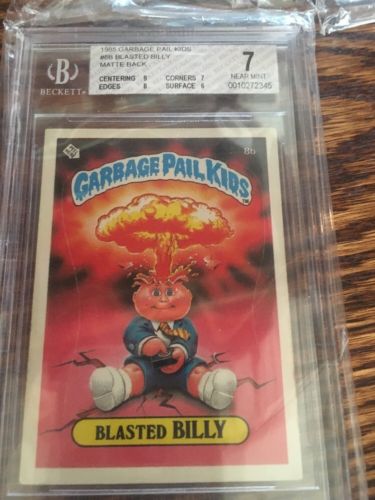 1985 GARBAGE PAIL KIDS
#8B BLASTED BILLY
MATTE BACK
CENTERING 8 CORNERS 7
EDGES 8 SURFACE 6
B
BECKETT
7
NEAR MINT
0010272345
8b
GARBAGE PAIL KIDS
TM
BLASTED BILLY